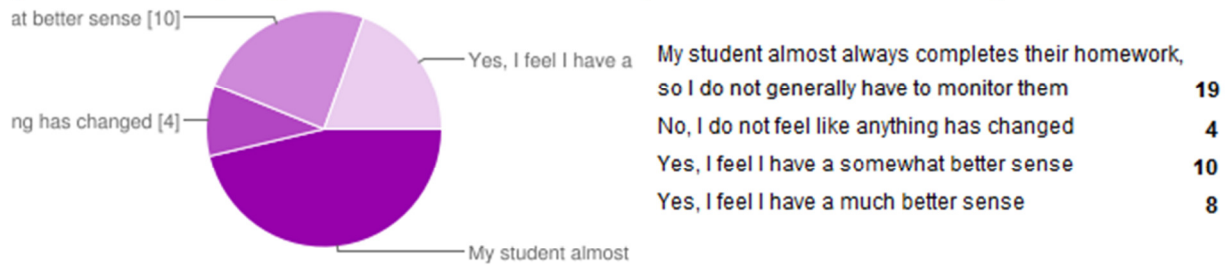 at better sense [10]
Yes, I feel I have a
ng has changed [4]
My student almost
My student almost always completes their homework,
so I do not generally have to monitor them 19
No, I do not feel like anything has changed 4
Yes, I feel I have a somewhat better sense 10
Yes, I feel I have a much better sense 8